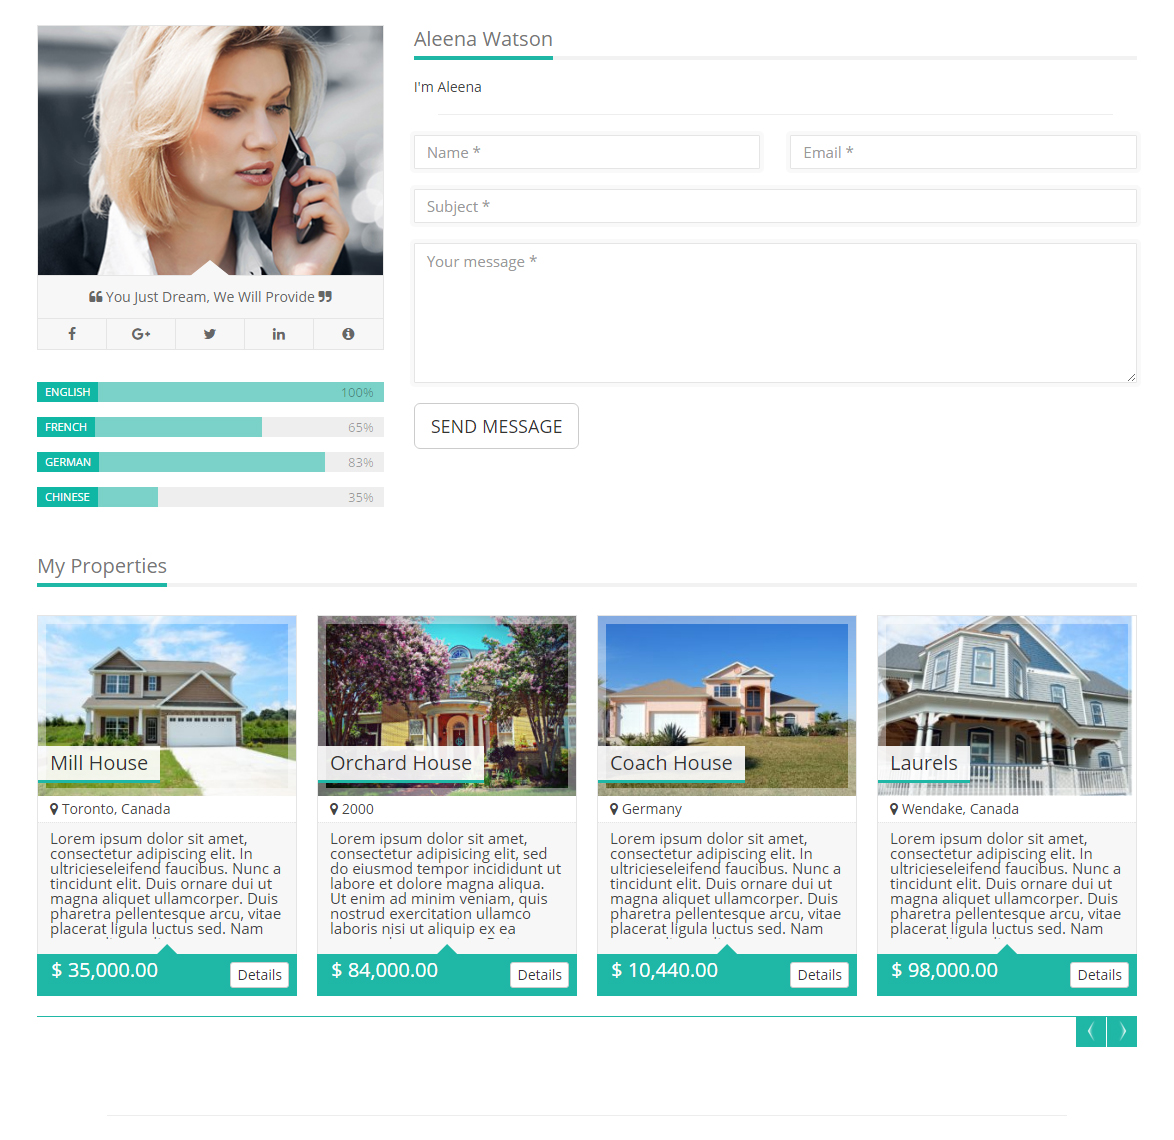 Aleena Watson
I'm Aleena
Name *
Email *
Subject *
Your message *
SEND MESSAGE
You Just Dream, We Will Provide
ENGLISH 100%
FRENCH 65%
GERMAN 83%
CHINESE 35%
My Properties
Mill House
Toronto, Canada
Lorem ipsum dolor sit amet,
consectetur adipiscing elit. In
ultricieseleifend faucibus. Nunc a
tincidunt elit. Duis ornare dui ut
magna aliquet ullamcorper. Duis
pharetra pellentesque arcu, vitae
placerat ligula luctus sed. Nam
$ 35,000.00
Details
Orchard House
2000
Lorem ipsum dolor sit amet,
consectetur adipisicing elit, sed
do eiusmod tempor incididunt ut
labore et dolore magna aliqua.
Ut enim ad minim veniam, quis
nostrud exercitation ullamco
laboris nisi ut aliquip ex ea
$ 84,000.00
Details
Coach House
Germany
Lorem ipsum dolor sit amet,
consectetur adipiscing elit. In
ultricieseleifend faucibus. Nunc a
tincidunt elit. Duis ornare dui ut
magna aliquet ullamcorper. Duis
pharetra pellentesque arcu, vitae
placerat ligula luctus sed. Nam
$ 10,440.00
Details
Laurels
Wendake, Canada
Lorem ipsum dolor sit amet,
consectetur adipiscing elit. In
ultricieseleifend faucibus. Nunc a
tincidunt elit. Duis ornare dui ut
magna aliquet ullamcorper. Duis
pharetra pellentesque arcu, vitae
placerat ligula luctus sed. Nam
$ 98,000.00
Details